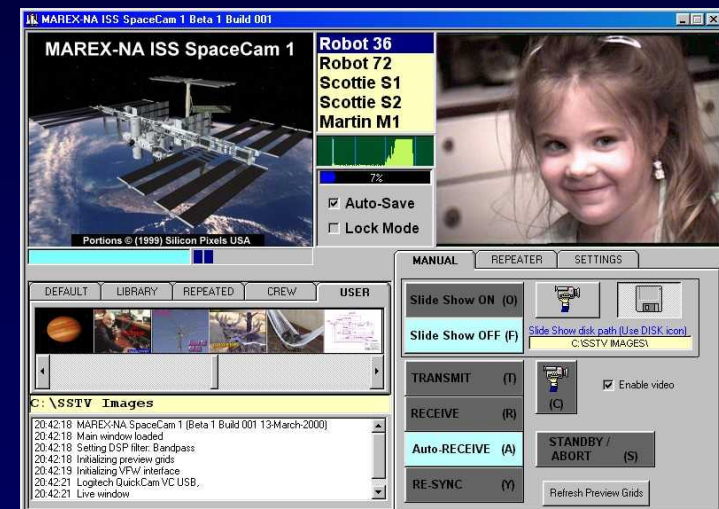 MAREX-NA ISS SpaceCam 1 Beta 1 Build 001
MAREX-NA ISS SpaceCam 1
Portions © (1999) Silicon Pixels USA
Robot 36
Robot 72
Scottie S1
Scottie S2
Martin M1
7%
Auto-Save
Lock Mode
DEFAULT LIBRARY REPEATED CREW USER
C:\SSTV Images
20:42:18 MAREX-NA ISS SpaceCam 1 (Beta 1 Build 001 13-March-2000)
20:42:18 Main window loaded
20:42:18 Setting DSP filter: Bandpass
20:42:18 Initializing preview grids
20:42:19 Initializing VFW interface
20:42:21 Logitech QuickCam VC USB,
20:42:21 Live window
MANUAL REPEATER SETTINGS
Slide Show ON (O)
Slide Show OFF (F)
Slide Show disk path (Use DISK icon)
C:\SSTV IMAGES\
TRANSMIT (T)
RECEIVE (R)
Auto-RECEIVE (A)
RE-SYNC (Y)
(C)
Enable video
STANDBY /
ABORT (S)
Refresh Preview Grids